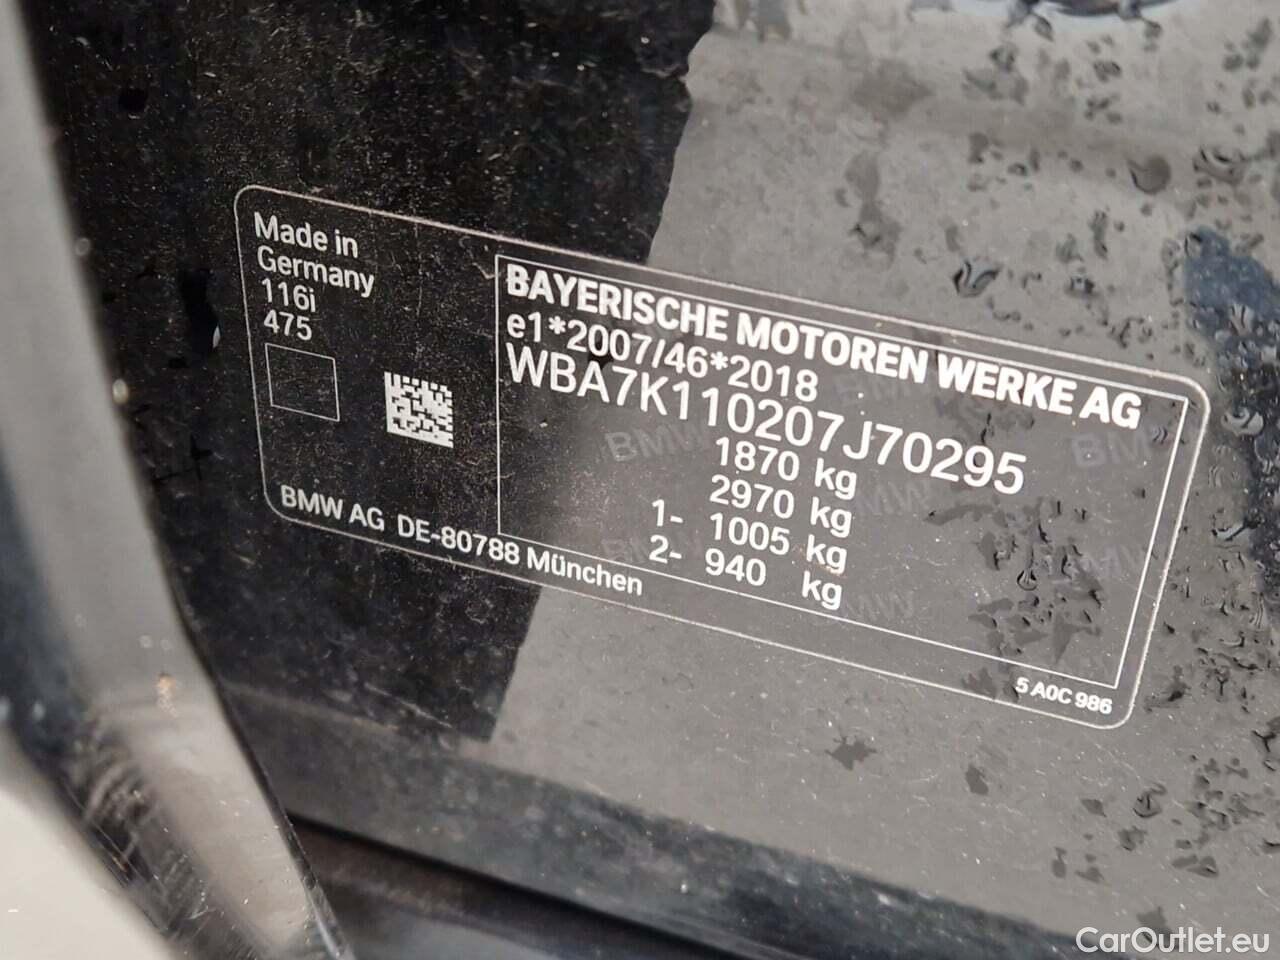 Made in
Germany
116i
475
BAYERISCHE MOTOREN WERKE AG
e1*2007/46*2018
WBA7K110207J70295
1870 kg
2970 kg
1- 1005 kg
2- 940 kg
BMW AG DE-80788 München
5 A0C 986
CarOutlet.eu